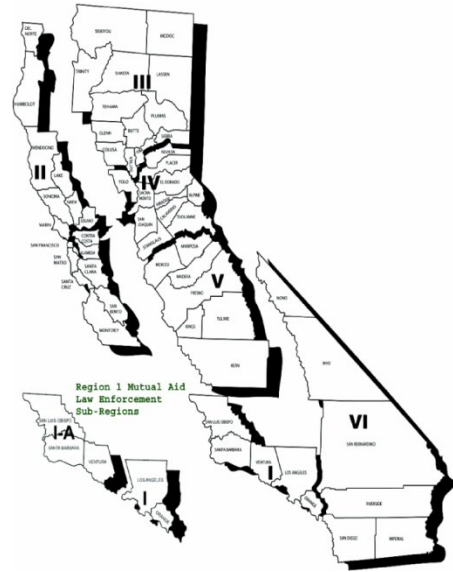 DEL
NORTE
SISKIYOU
MODOC
HUMBOLDT
TRINITY
SHASTA
LASSEN
III
TEHAMA
PLUMAS
MENDOCINO
GLENN
BUTTE
SIERRA
II
LAKE
COLUSA
NEVADA
PLACER
SONOMA
NAPA
YOLO
IV
EL DORADO
SOLANO
SACRA-
MENTO
ALPINE
MARIN
CONTRA
COSTA
SAN
JOAQUIN
CALAVERAS
TUOLUMNE
SAN FRANCISCO
ALAMEDA
STANISLAUS
SAN
MATEO
SANTA
CLARA
MERCED
MARIPOSA
SANTA
CRUZ
MADERA
V
MONO
SAN
BENITO
FRESNO
MONTEREY
KINGS
TULARE
INYO
KERN
Region 1 Mutual Aid
Law Enforcement
Sub-Regions
SAN LUIS OBISPO
I-A
SANTA BARBARA
VENTURA
LOS ANGELES
I
ORANGE
SAN LUIS OBISPO
SANTA BARBARA
VENTURA
I
LOS ANGELES
VI
SAN BERNARDINO
RIVERSIDE
SAN DIEGO
IMPERIAL